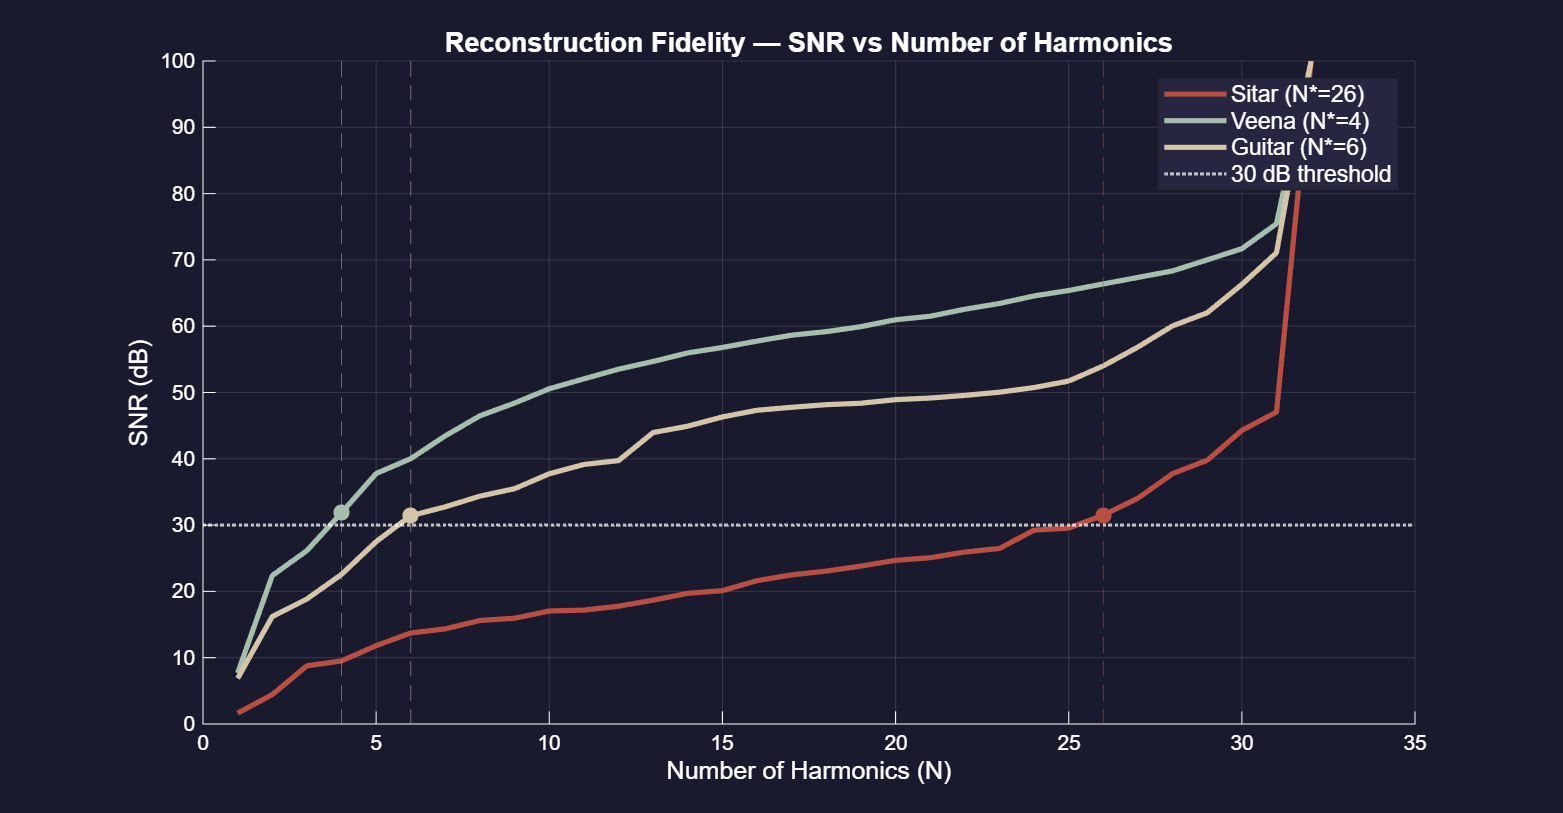 Reconstruction Fidelity — SNR vs Number of Harmonics
100
90
80
70
60
50
40
30
20
10
0
SNR (dB)
Sitar (N*=26)
Veena (N*=4)
Guitar (N*=6)
30 dB threshold
0 5 10 15 20 25 30 35
Number of Harmonics (N)